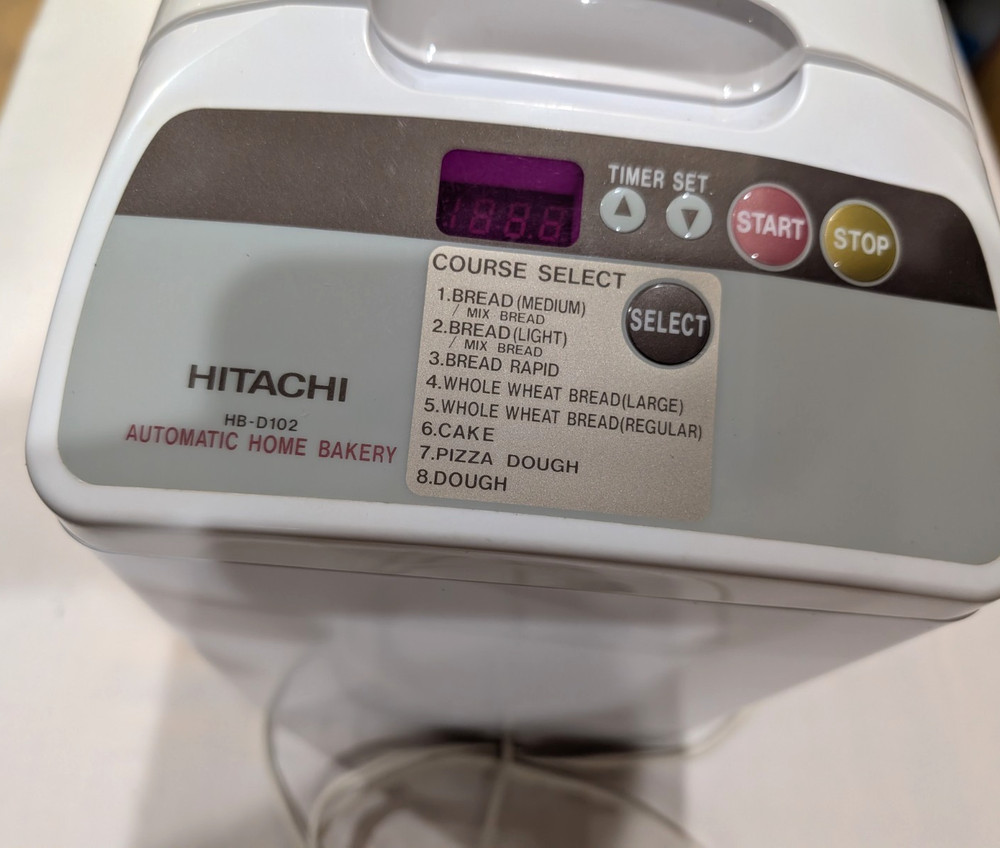 TIMER SET
START
STOP
COURSE SELECT
SELECT
1.BREAD(MEDIUM)
/ MIX BREAD
2.BREAD(LIGHT)
/ MIX BREAD
3.BREAD RAPID
4.WHOLE WHEAT BREAD(LARGE)
5.WHOLE WHEAT BREAD(REGULAR)
6.CAKE
7.PIZZA DOUGH
8.DOUGH
HITACHI
HB-D102
AUTOMATIC HOME BAKERY